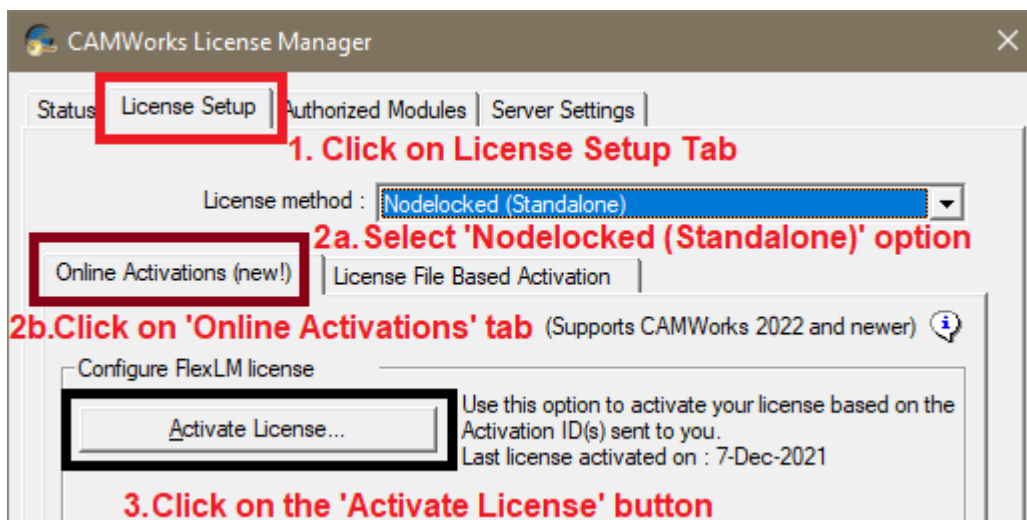 CAMWorks License Manager
Status License Setup Authorized Modules Server Settings
1. Click on License Setup Tab
License method : Nodelocked (Standalone)
2a. Select 'Nodelocked (Standalone)' option
Online Activations (new!) License File Based Activation
2b.Click on 'Online Activations' tab (Supports CAMWorks 2022 and newer)
Configure FlexLM license
Activate License...
Use this option to activate your license based on the
Activation ID(s) sent to you.
Last license activated on : 7-Dec-2021
3.Click on the 'Activate License' button